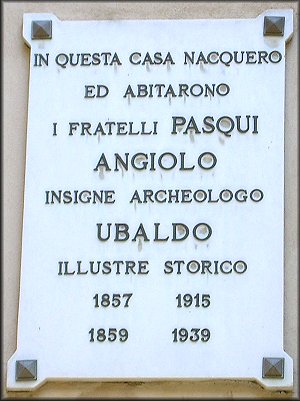 IN QUESTA CASA NACQUERO
ED ABITARONO
I FRATELLI PASQUI
ANGIOLO
INSIGNE ARCHEOLOGO
UBALDO
ILLUSTRE STORICO
1857 1915
1859 1939